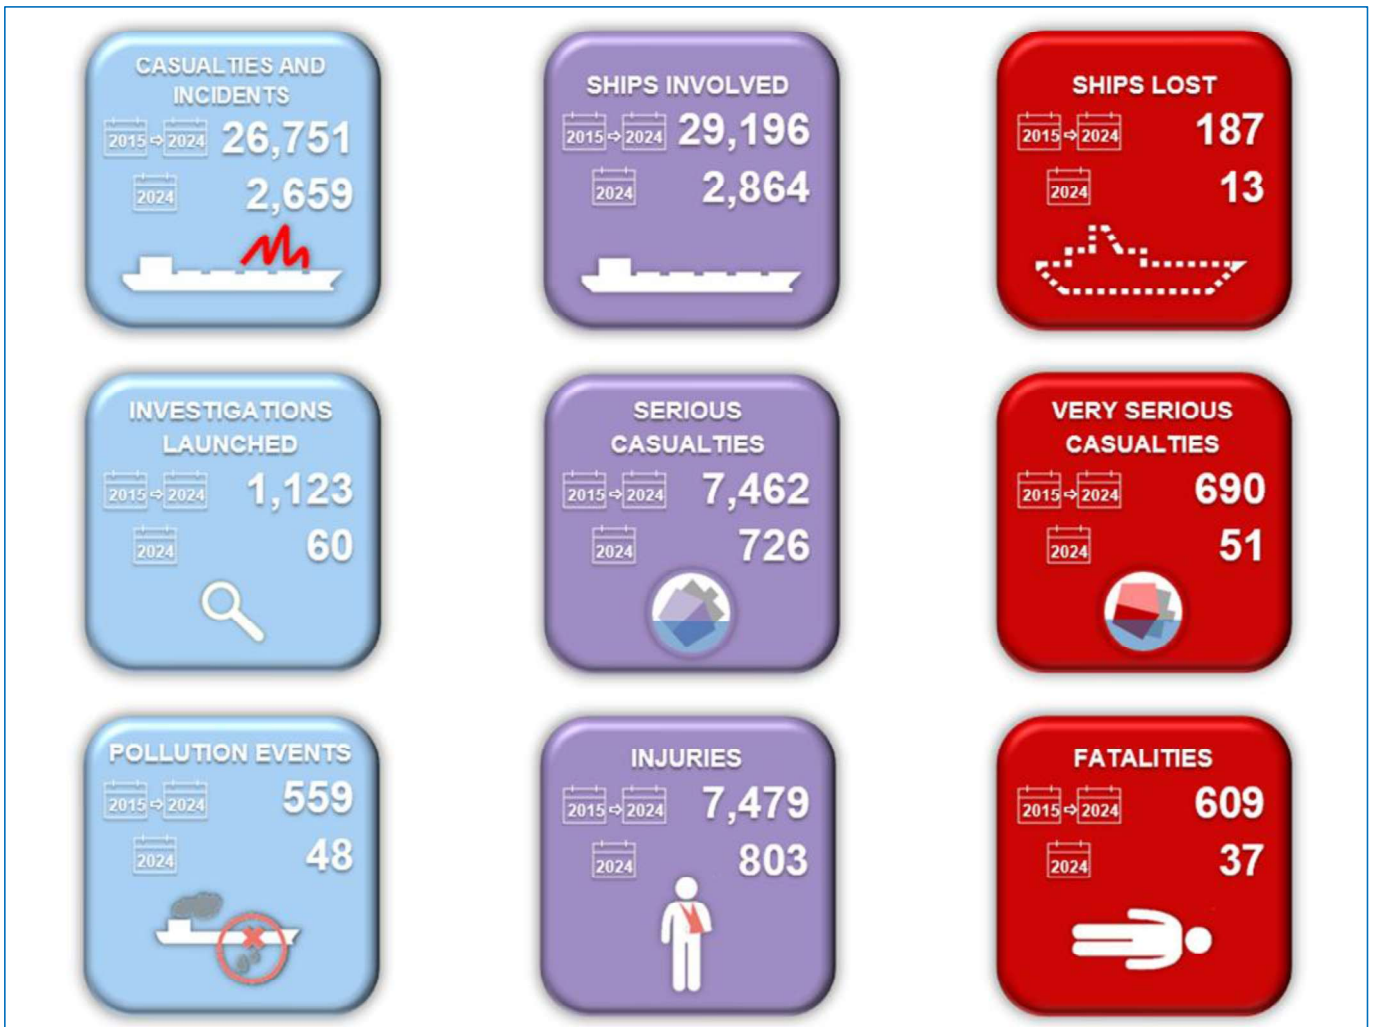 CASUALTIES AND
INCIDENTS
2015 ⇨ 2024 26,751
2024 2,659
SHIPS INVOLVED
2015 ⇨ 2024 29,196
2024 2,864
SHIPS LOST
2015 ⇨ 2024 187
2024 13
INVESTIGATIONS
LAUNCHED
2015 ⇨ 2024 1,123
2024 60
SERIOUS
CASUALTIES
2015 ⇨ 2024 7,462
2024 726
VERY SERIOUS
CASUALTIES
2015 ⇨ 2024 690
2024 51
POLLUTION EVENTS
2015 ⇨ 2024 559
2024 48
INJURIES
2015 ⇨ 2024 7,479
2024 803
FATALITIES
2015 ⇨ 2024 609
2024 37